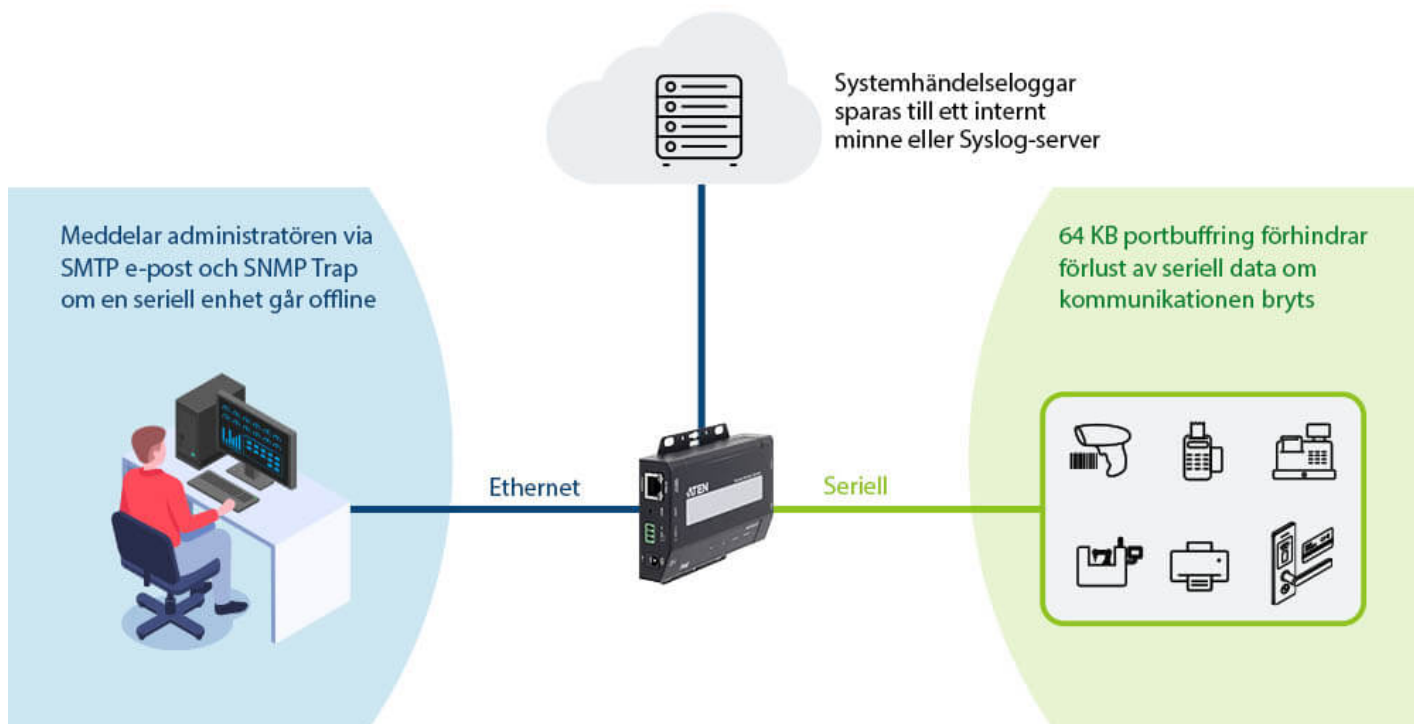 Systemhändelseloggar
sparas till ett internt
minne eller Syslog-server
Meddelar administratören via
SMTP e-post och SNMP Trap
om en seriell enhet går offline
64 KB portbuffring förhindrar
förlust av seriell data om
kommunikationen bryts
Ethernet
Seriell
ATEN